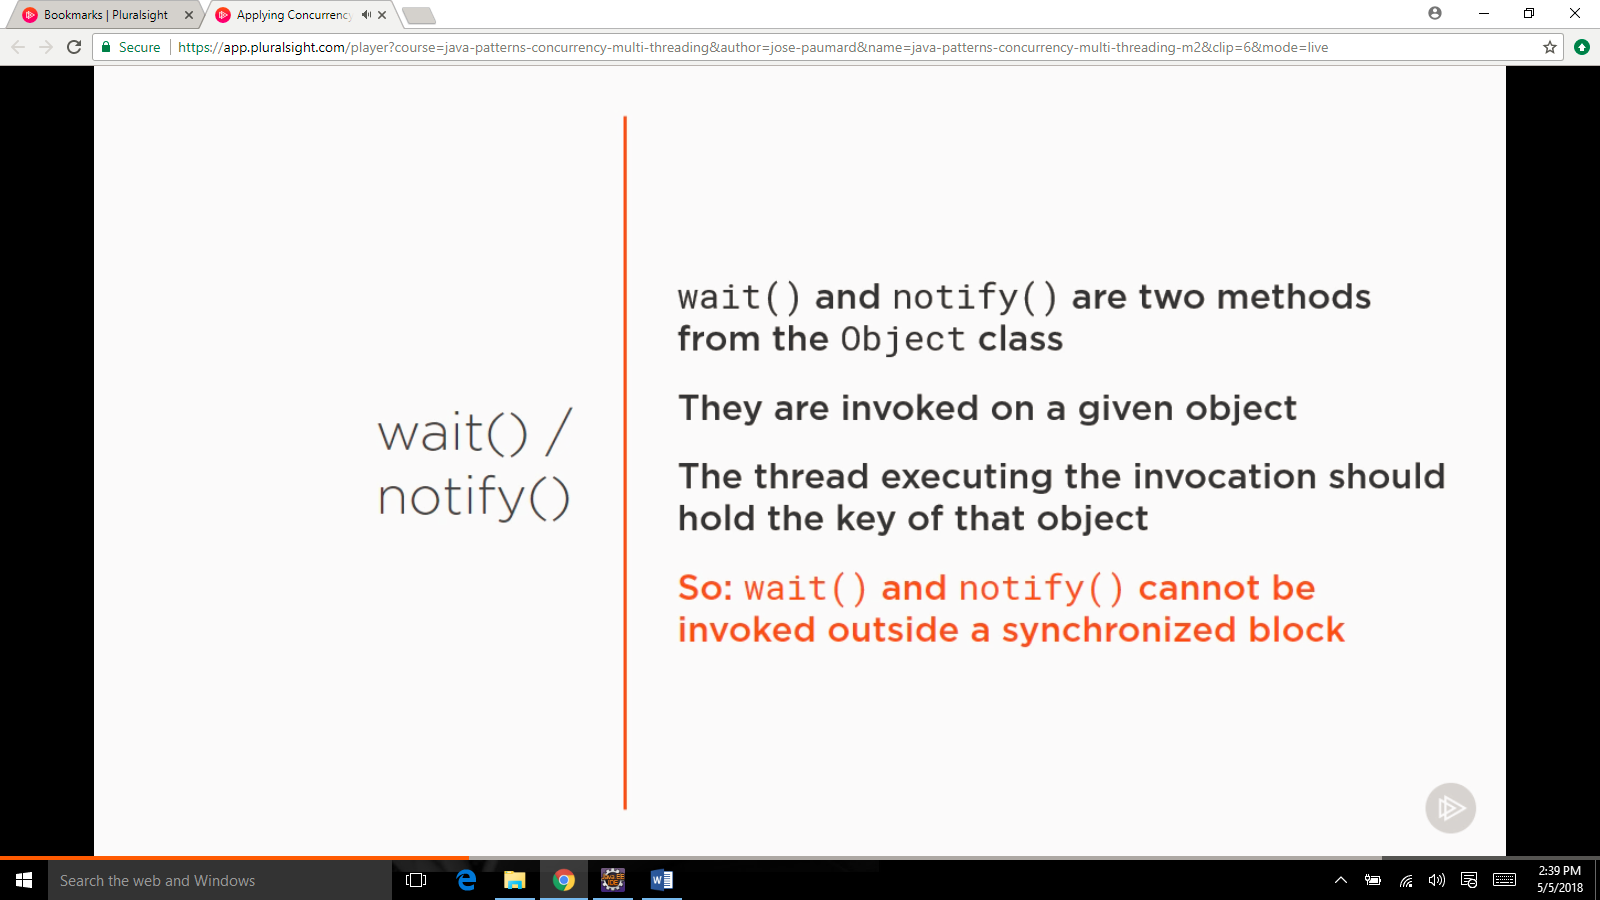 Bookmarks | Pluralsight
Applying Concurrency
Secure
https://app.pluralsight.com/player?course=java-patterns-concurrency-multi-threading&author=jose-paumard&name=java-patterns-concurrency-multi-threading-m2&clip=6&mode=live
wait() /
notify()
wait() and notify() are two methods
from the Object class
They are invoked on a given object
The thread executing the invocation should
hold the key of that object
So: wait() and notify() cannot be
invoked outside a synchronized block
Search the web and Windows
2:39 PM
5/5/2018